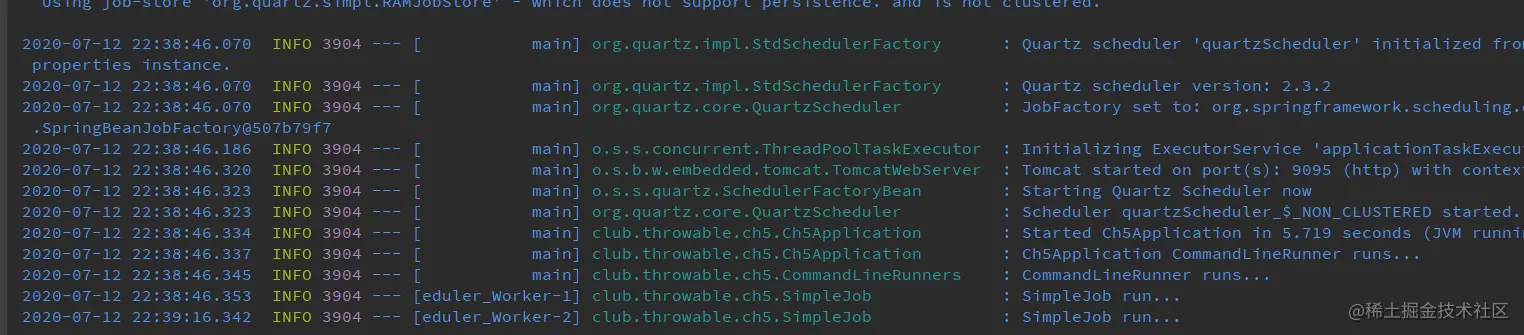 Using job-store 'org.quartz.simpl.RAMJobStore' - which does not support persistence. and is not clustered.
2020-07-12 22:38:46.070  INFO 3904 --- [           main] org.quartz.impl.StdSchedulerFactory      : Quartz scheduler 'quartzScheduler' initialized from
properties instance.
2020-07-12 22:38:46.070  INFO 3904 --- [           main] org.quartz.impl.StdSchedulerFactory      : Quartz scheduler version: 2.3.2
2020-07-12 22:38:46.070  INFO 3904 --- [           main] org.quartz.core.QuartzScheduler          : JobFactory set to: org.springframework.scheduling.
.SpringBeanJobFactory@507b79f7
2020-07-12 22:38:46.186  INFO 3904 --- [           main] o.s.s.concurrent.ThreadPoolTaskExecutor  : Initializing ExecutorService 'applicationTaskExecu
2020-07-12 22:38:46.320  INFO 3904 --- [           main] o.s.b.w.embedded.tomcat.TomcatWebServer  : Tomcat started on port(s): 9095 (http) with contex
2020-07-12 22:38:46.323  INFO 3904 --- [           main] o.s.s.quartz.SchedulerFactoryBean        : Starting Quartz Scheduler now
2020-07-12 22:38:46.323  INFO 3904 --- [           main] org.quartz.core.QuartzScheduler          : Scheduler quartzScheduler_$_NON_CLUSTERED started.
2020-07-12 22:38:46.334  INFO 3904 --- [           main] club.throwable.ch5.Ch5Application        : Started Ch5Application in 5.719 seconds (JVM runnin
2020-07-12 22:38:46.337  INFO 3904 --- [           main] club.throwable.ch5.Ch5Application        : Ch5Application CommandLineRunner runs...
2020-07-12 22:38:46.345  INFO 3904 --- [           main] club.throwable.ch5.CommandLineRunners    : CommandLineRunner runs...
2020-07-12 22:38:46.353  INFO 3904 --- [eduler_Worker-1] club.throwable.ch5.SimpleJob             : SimpleJob run...
2020-07-12 22:39:16.342  INFO 3904 --- [eduler_Worker-2] club.throwable.ch5.SimpleJob             : SimpleJob run...
@稀土掘金技术社区